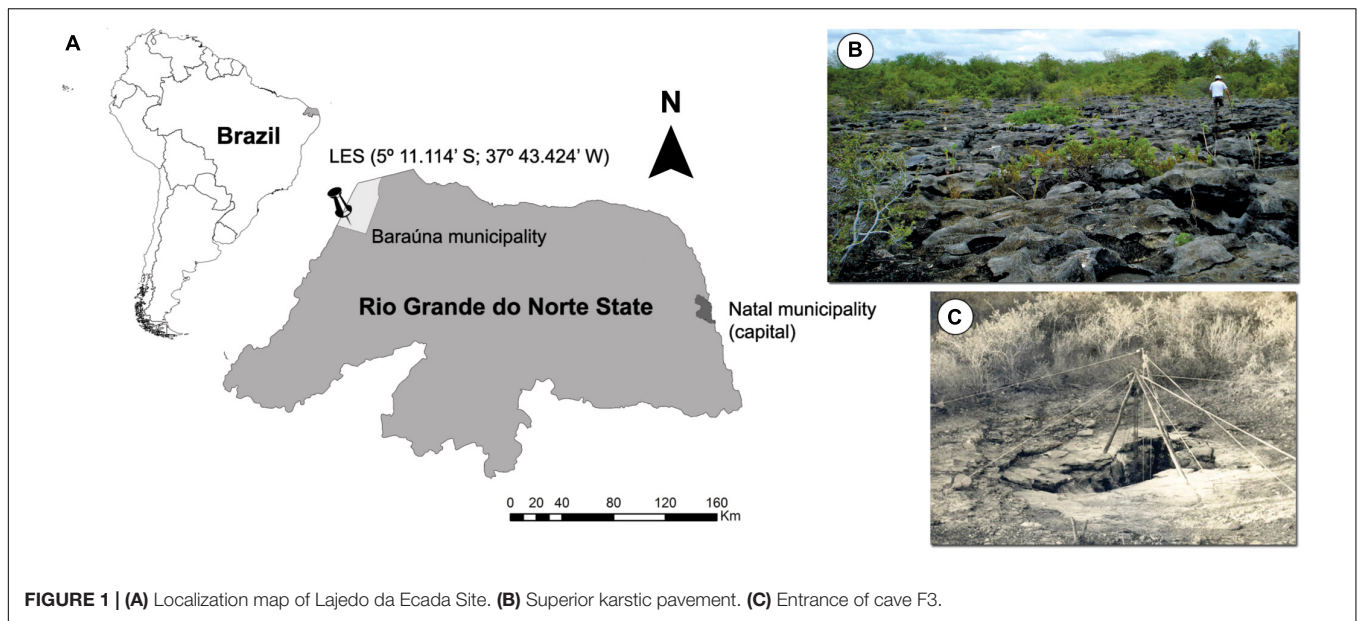 A
Brazil
LES (5º 11.114' S; 37º 43.424' W)
N
Baraúna municipality
Rio Grande do Norte State
Natal municipality
(capital)
0 20 40 80 120 160
Km
B
C
FIGURE 1 | (A) Localization map of Lajedo da Ecada Site. (B) Superior karstic pavement. (C) Entrance of cave F3.